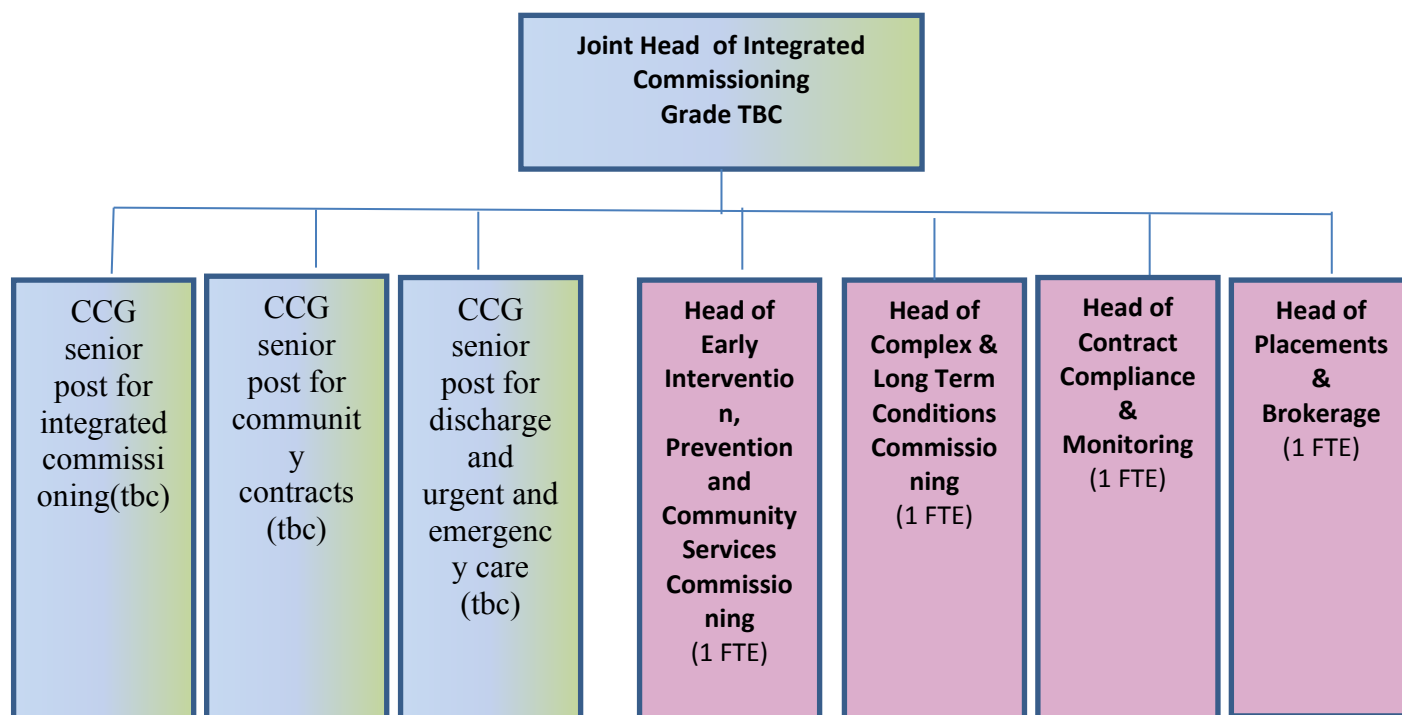 Joint Head  of Integrated
Commissioning
Grade TBC
CCG
senior
post for
integrated
commissi
oning(tbc)
CCG
senior
post for
communit
y
contracts
(tbc)
CCG
senior
post for
discharge
and
urgent and
emergenc
y care
(tbc)
Head of
Early
Interventio
n,
Prevention
and
Community
Services
Commissio
ning
(1 FTE)
Head of
Complex &
Long Term
Conditions
Commissio
ning
(1 FTE)
Head of
Contract
Compliance
&
Monitoring
(1 FTE)
Head of
Placements
&
Brokerage
(1 FTE)